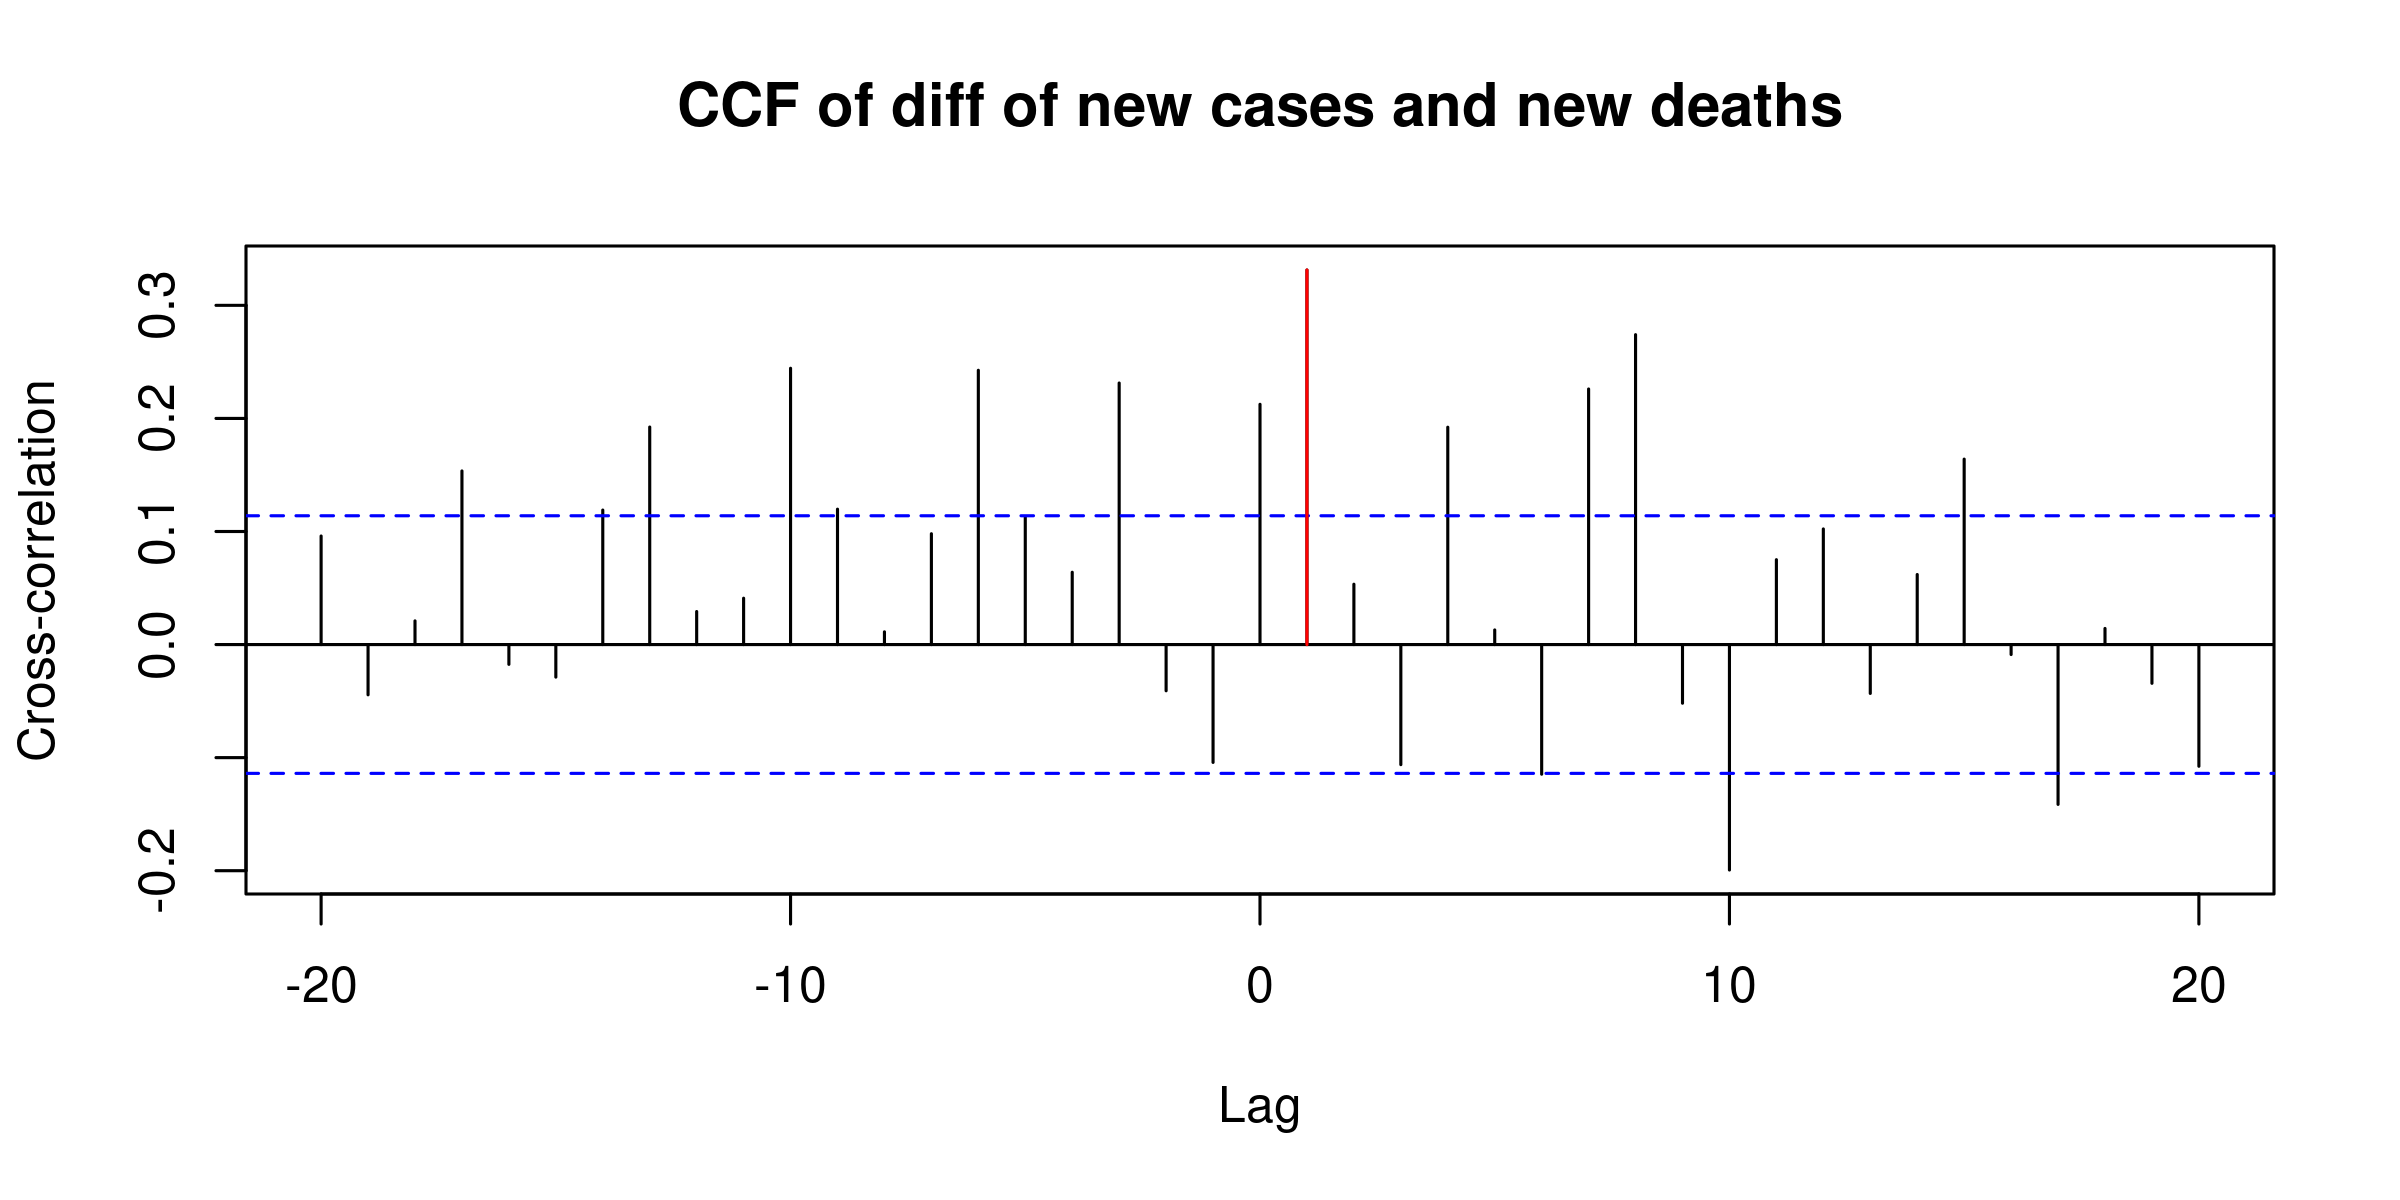 CCF of diff of new cases and new deaths
Cross-correlation
0.3
0.2
0.1
0.0
-0.2
-20 -10 0 10 20
Lag